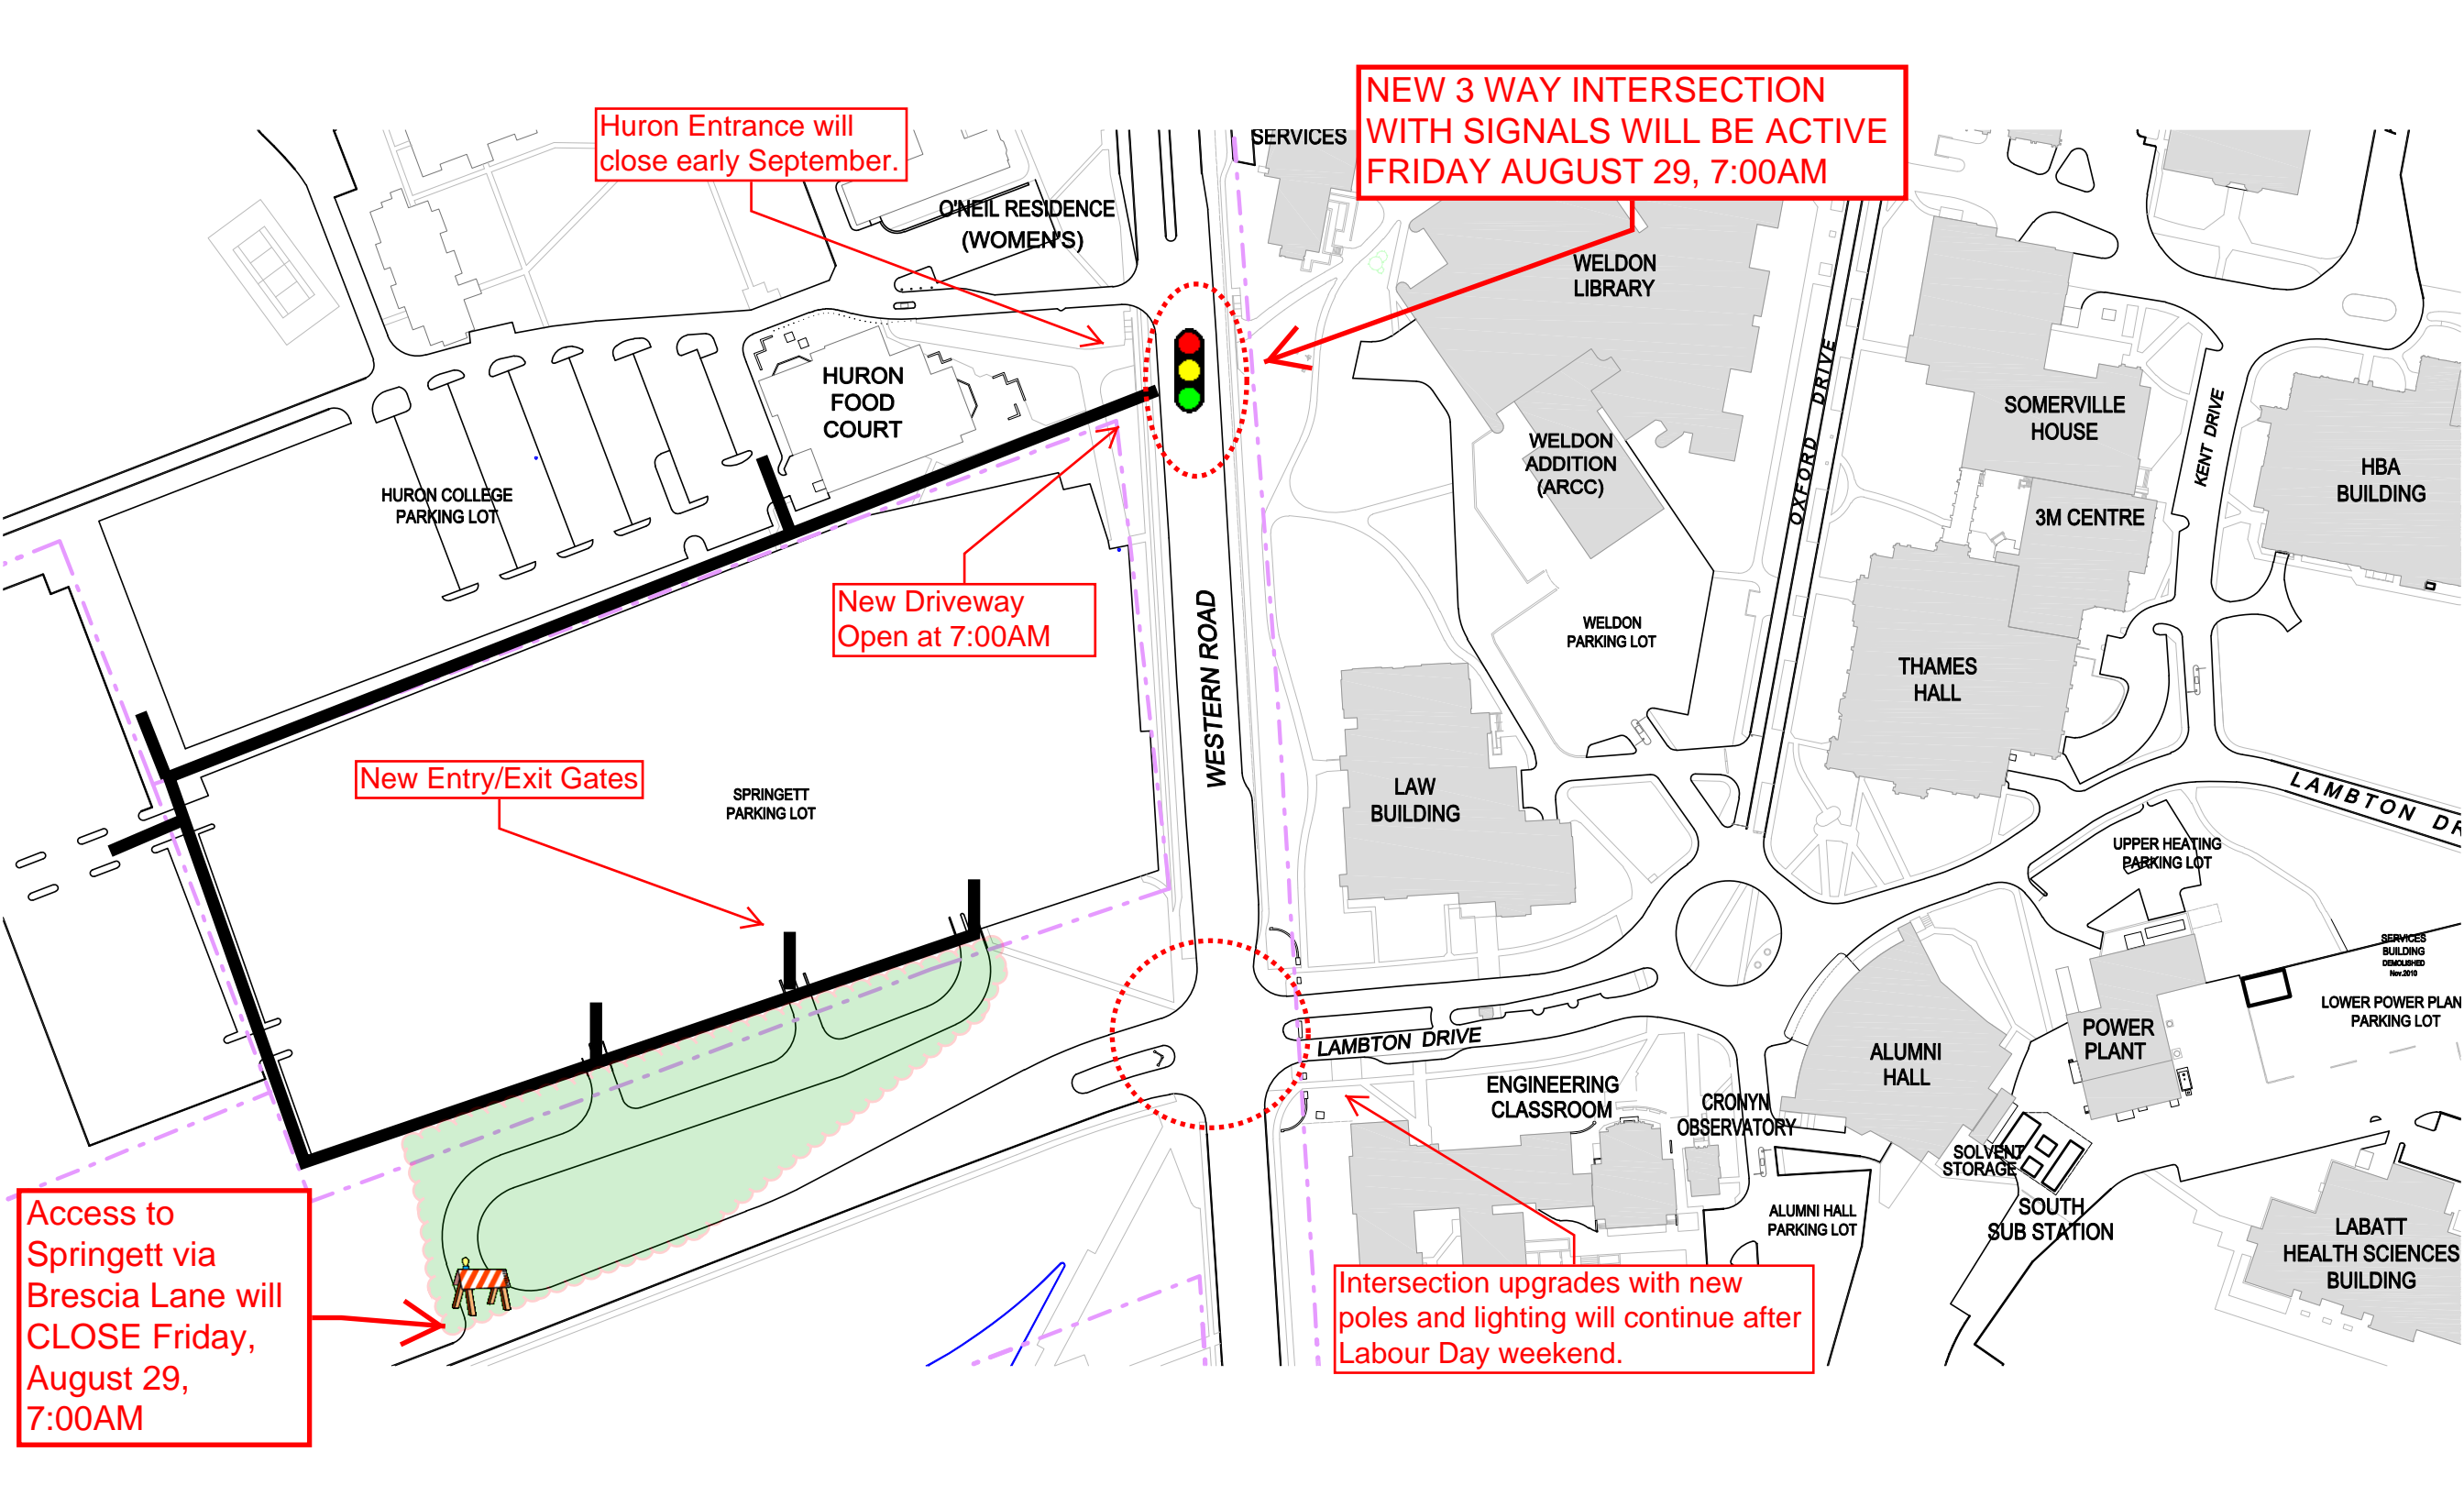 NEW 3 WAY INTERSECTION
WITH SIGNALS WILL BE ACTIVE
FRIDAY AUGUST 29, 7:00AM
Huron Entrance will
close early September.
SERVICES
O'NEIL RESIDENCE
(WOMEN'S)
WELDON
LIBRARY
HURON
FOOD
COURT
OXFORD DRIVE
SOMERVILLE
HOUSE
KENT DRIVE
WELDON
ADDITION
(ARCC)
HBA
BUILDING
HURON COLLEGE
PARKING LOT
3M CENTRE
New Driveway
Open at 7:00AM
WESTERN ROAD
WELDON
PARKING LOT
THAMES
HALL
New Entry/Exit Gates
SPRINGETT
PARKING LOT
LAW
BUILDING
LAMBTON DR
UPPER HEATING
PARKING LOT
SERVICES
BUILDING
DEMOLISHED
Nov.2010
LOWER POWER PLAN
PARKING LOT
LAMBTON DRIVE
POWER
PLANT
ALUMNI
HALL
ENGINEERING
CLASSROOM
CRONYN
OBSERVATORY
SOLVENT
STORAGE
SOUTH
SUB STATION
ALUMNI HALL
PARKING LOT
LABATT
HEALTH SCIENCES
BUILDING
Access to
Springett via
Brescia Lane will
CLOSE Friday,
August 29,
7:00AM
Intersection upgrades with new
poles and lighting will continue after
Labour Day weekend.